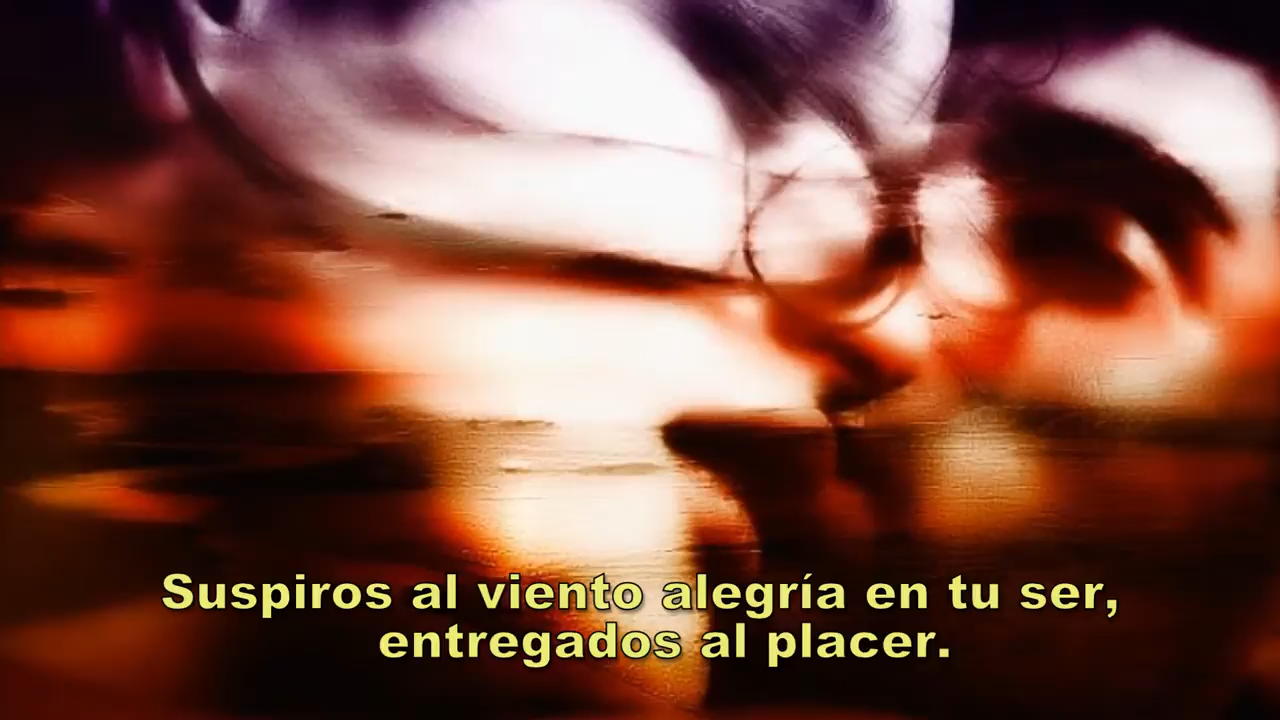 Suspiros al viento alegría en tu ser,
entregados al placer.